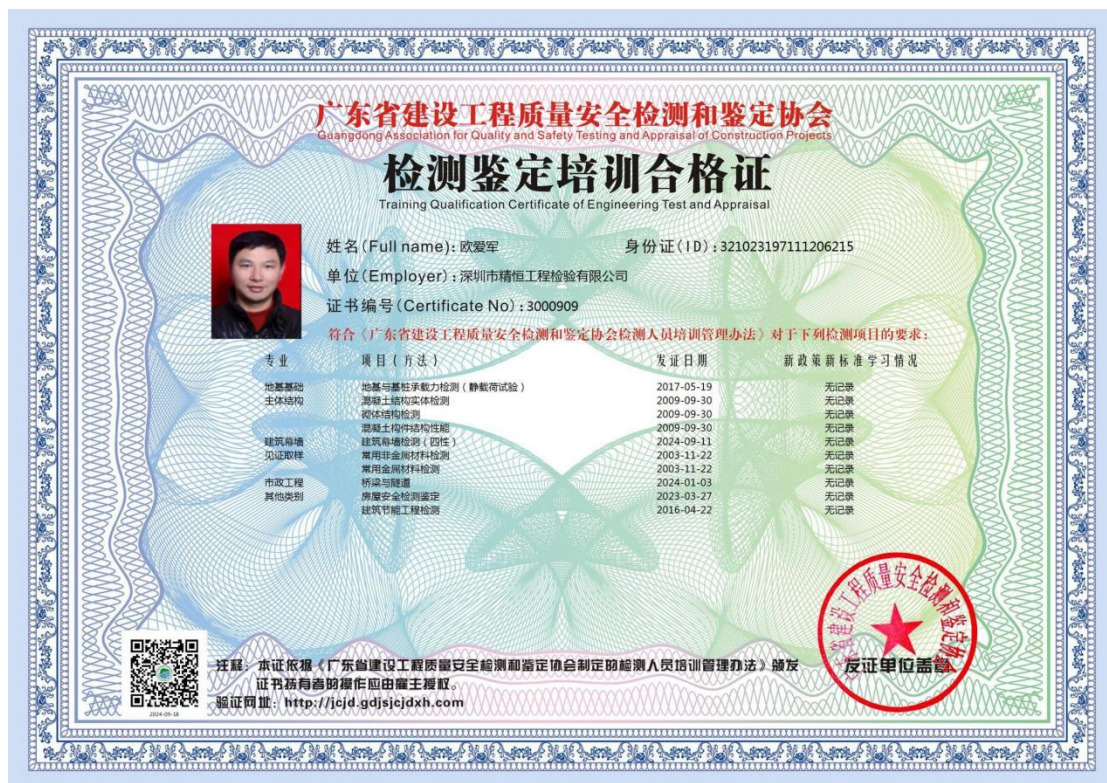 广东省建设工程质量安全检测和鉴定协会
Guangdong Association for Quality and Safety Testing and Appraisal of Construction Projects
检测鉴定培训合格证
Training Qualification Certificate of Engineering Test and Appraisal
姓名(Full name):欧爱军 身份证(ID):321023197111206215
单位(Employer):深圳市精恒工程检验有限公司
证书编号(Certificate No):3000909
符合《广东省建设工程质量安全检测和鉴定协会检测人员培训管理办法》对于下列检测项目的要求:
专业 项目(方法) 发证日期 新政策新标准学习情况
地基基础 地基与基桩承载力检测(静载荷试验) 2017-05-19 无记录
主体结构 混凝土结构实体检测 2009-09-30 无记录
砌体结构检测 2009-09-30 无记录
混凝土构件结构性能 2009-09-30 无记录
建筑幕墙 建筑幕墙检测(四性) 2024-09-11 无记录
见证取样 常用非金属材料检测 2003-11-22 无记录
常用金属材料检测 2003-11-22 无记录
市政工程 桥梁与隧道 2024-01-03 无记录
其他类别 房屋安全检测鉴定 2023-03-27 无记录
建筑节能工程检测 2016-04-22 无记录
广东省建设工程质量安全检测和鉴定协会
发证单位盖章
注释:本证依据《广东省建设工程质量安全检测和鉴定协会制定的检测人员培训管理办法》颁发
证书持有者的操作应由雇主授权。
验证网址:http://jcjd.gdjsjcjdxh.com
2024-09-16